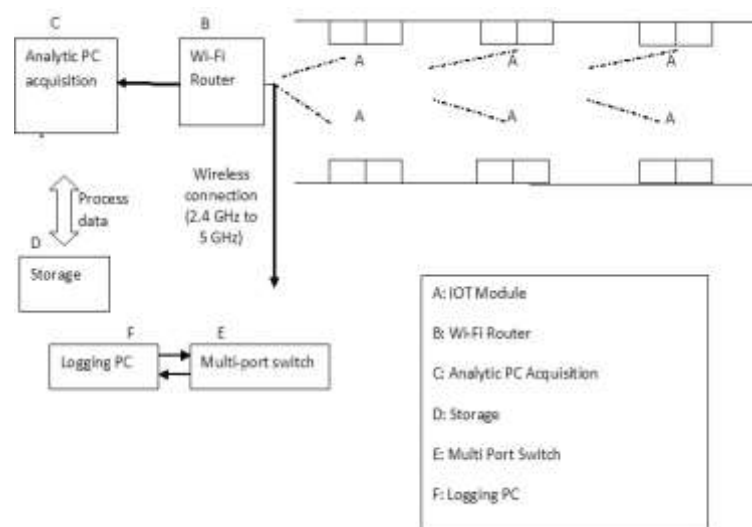 C
B
Analytic PC
acquisition
Wi-Fi
Router
A
A
A
A
A
A
Wireless
connection
(2.4 GHz to
5 GHz)
Process
data
D
Storage
F
E
Logging PC
Multi-port switch
A: IOT Module
B: Wi-Fi Router
C: Analytic PC Acquisition
D: Storage
E: Multi Port Switch
F: Logging PC